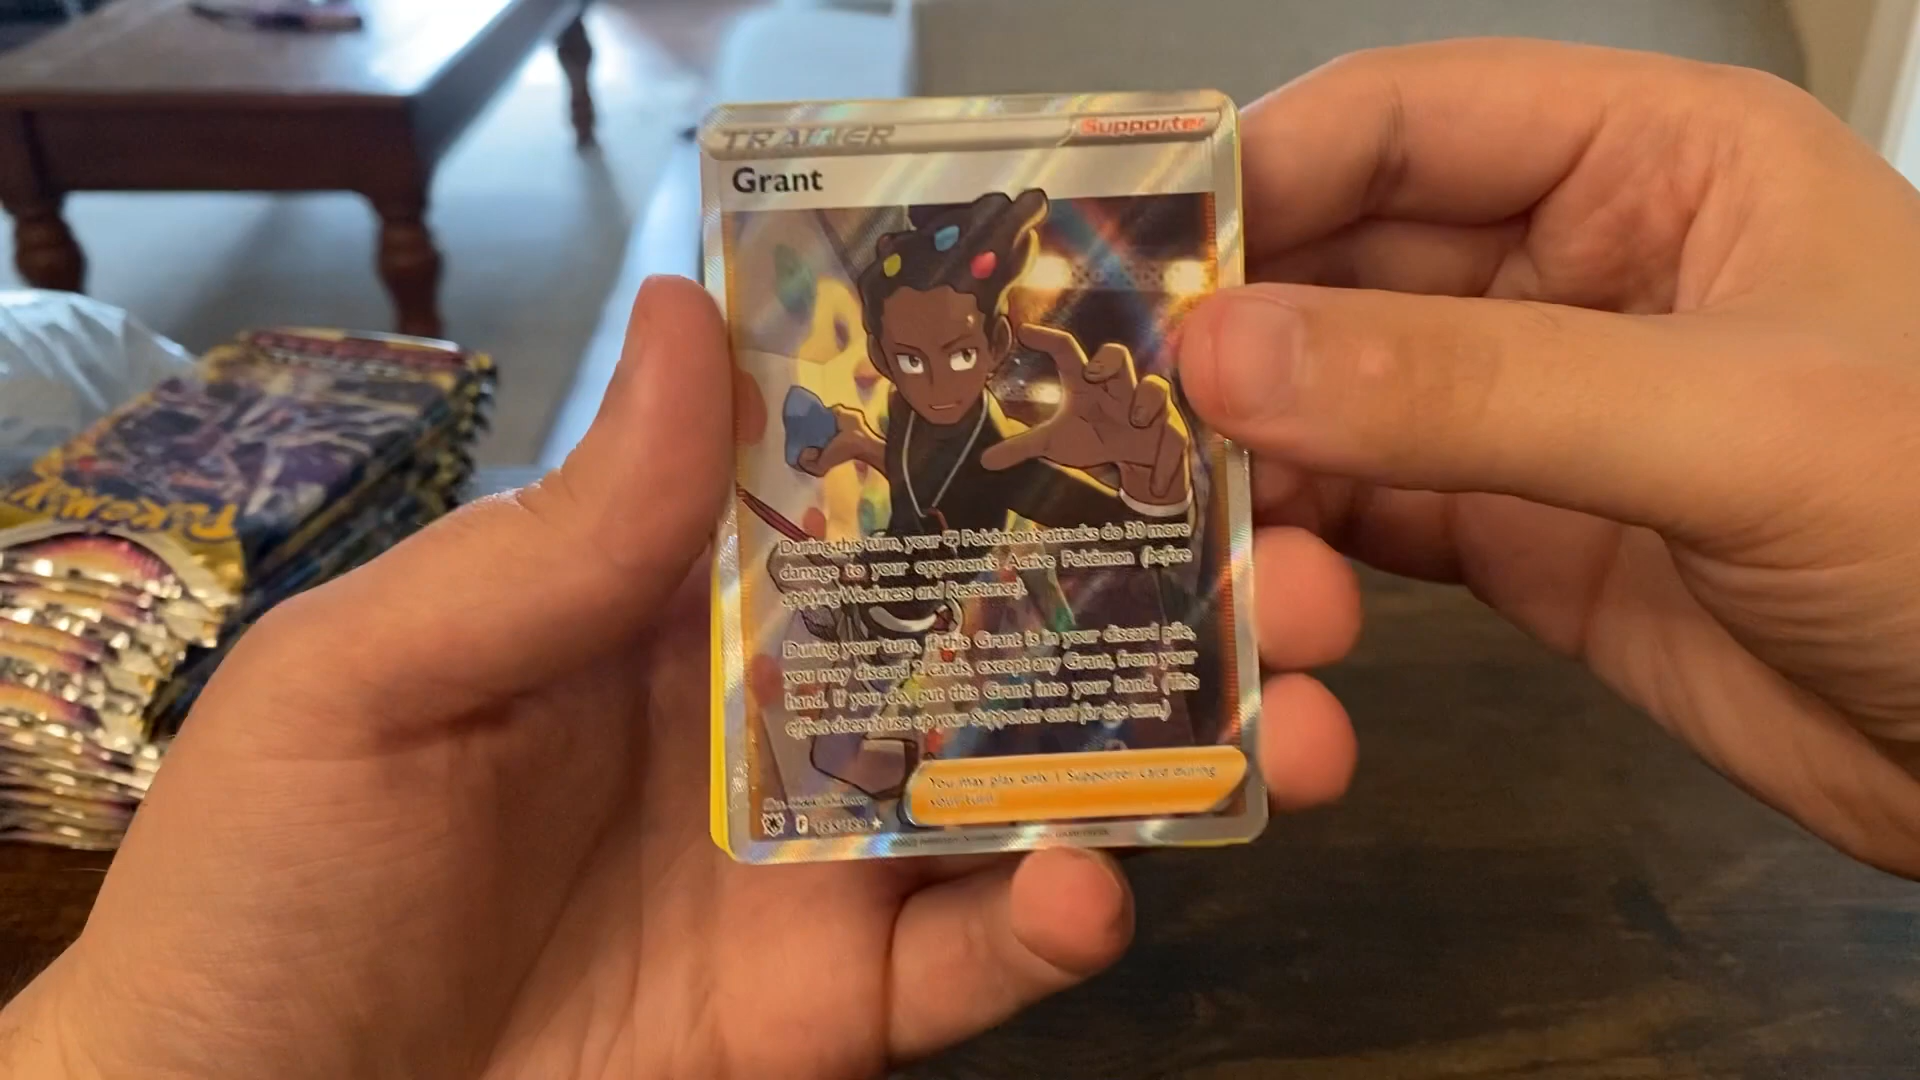 TRAINER
Supporter
Grant
During this turn, your Pokémon's attacks do 30 more
damage to your opponent's Active Pokémon (before
applying Weakness and Resistance).
During your turn, if this Grant is in your discard pile,
you may discard 2 cards, except any Grant, from your
hand. If you do, put this Grant into your hand. (This
effect doesn't use up your Supporter card for the turn.)
You may play only 1 Supporter card during
your turn.
F
POKÉMON